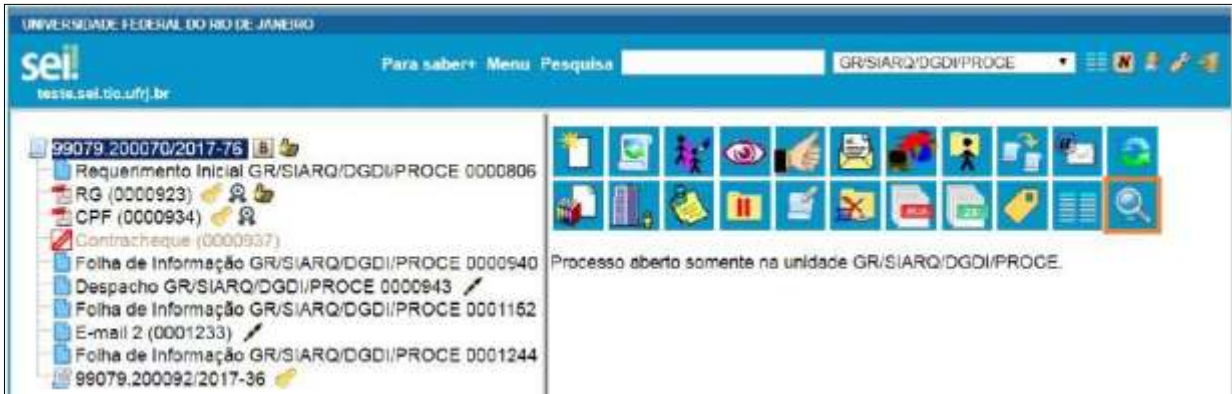 UNIVERSIDADE FEDERAL DO RIO DE JANEIRO
sei!
teste.sei.tic.ufrj.br
Para saber+ Menu Pesquisa
GR/SIARQ/DGDI/PROCE
N
99079.200070/2017-76
Requerimento Inicial GR/SIARQ/DGDI/PROCE 0000806
RG (0000923)
CPF (0000934)
Contracheque (0000937)
Folha de Informação GR/SIARQ/DGDI/PROCE 0000940
Despacho GR/SIARQ/DGDI/PROCE 0000943
Folha de Informação GR/SIARQ/DGDI/PROCE 0001152
E-mail 2 (0001233)
Folha de Informação GR/SIARQ/DGDI/PROCE 0001244
99079.200092/2017-36
Processo aberto somente na unidade GR/SIARQ/DGDI/PROCE.